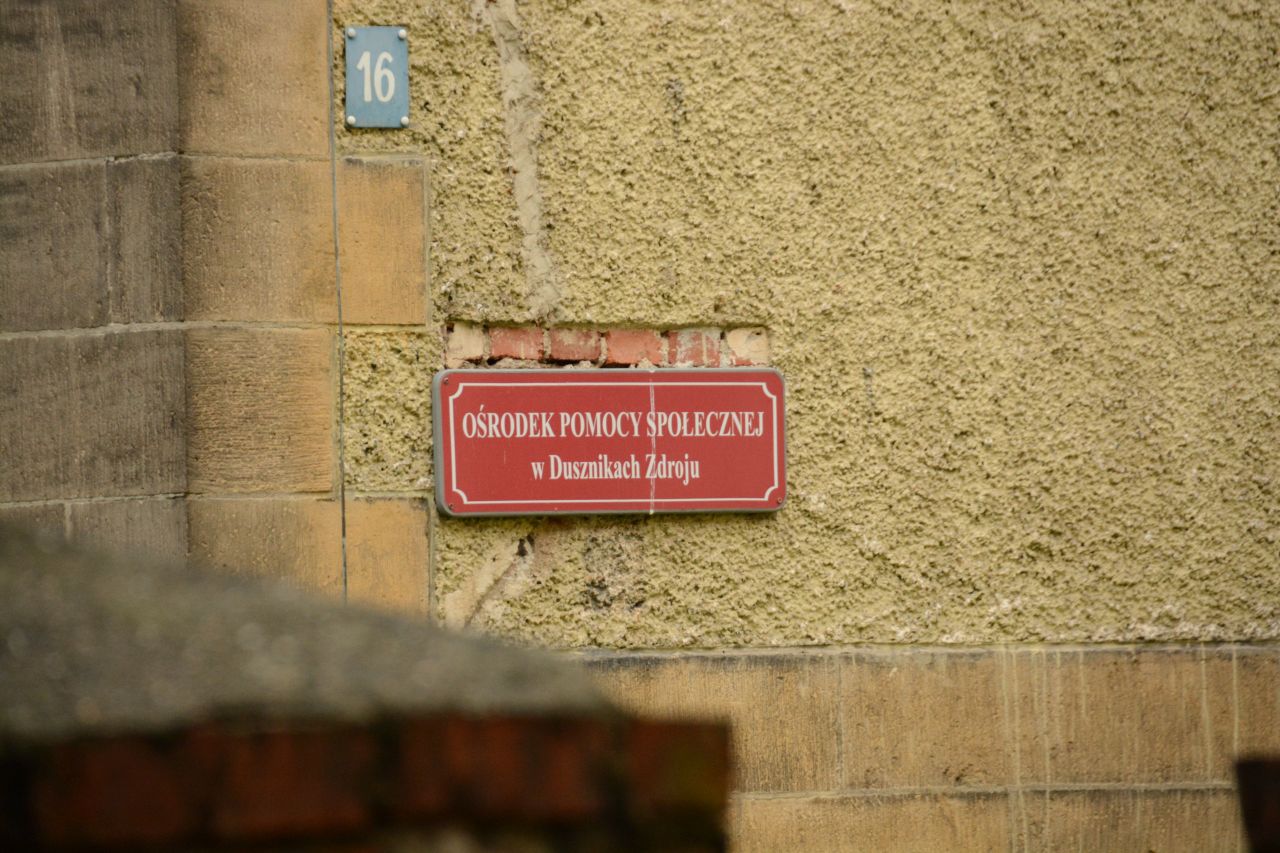 16
OŚRODEK POMOCY SPOŁECZNEJ
w Dusznikach Zdroju